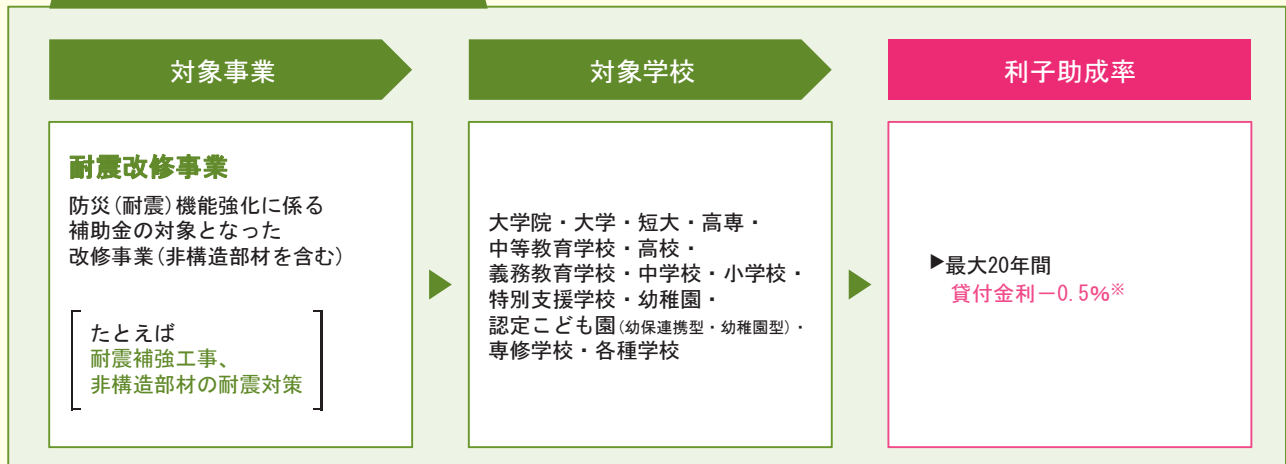 対象事業
対象学校
利子助成率
耐震改修事業
防災(耐震)機能強化に係る
補助金の対象となった
改修事業(非構造部材を含む)
たとえば
耐震補強工事、
非構造部材の耐震対策
大学院・大学・短大・高専・
中等教育学校・高校・
義務教育学校・中学校・小学校・
特別支援学校・幼稚園・
認定こども園(幼保連携型・幼稚園型)・
専修学校・各種学校
▶最大20年間
貸付金利－0.5%※